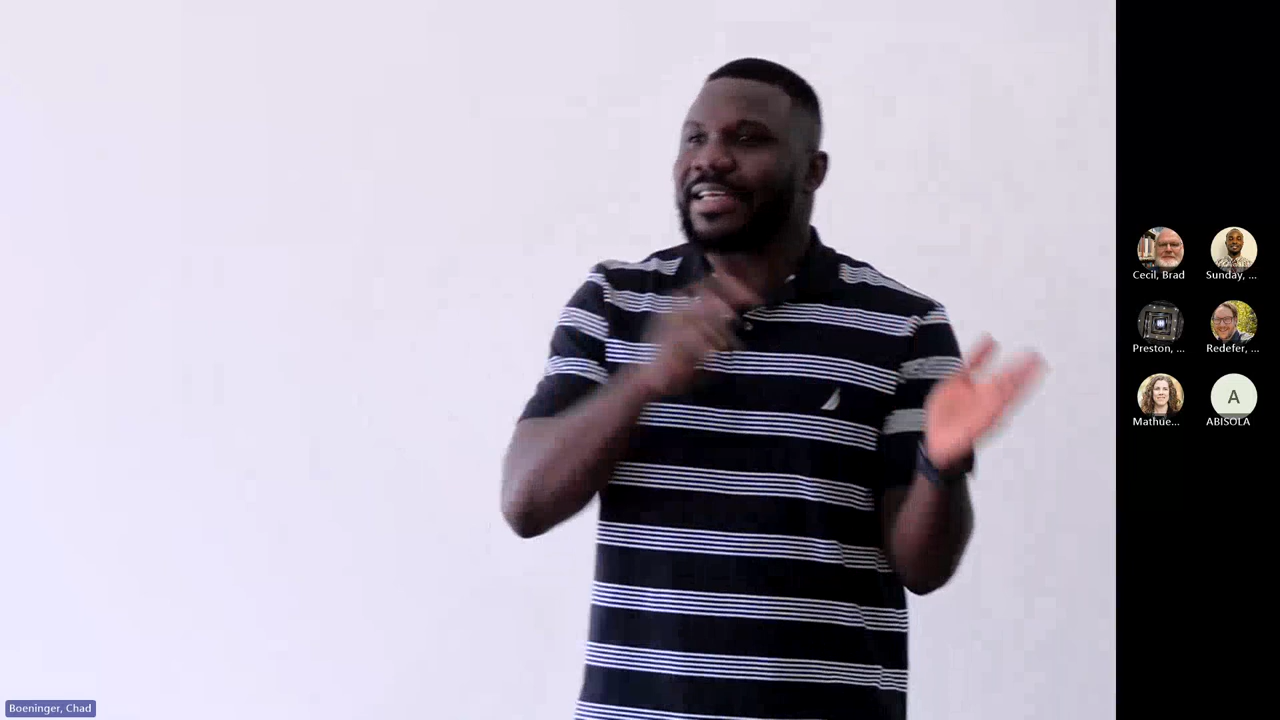 Cecil, Brad
Sunday, ...
Preston, ...
Redefer, ...
Mathue...
A
ABISOLA
Boeninger, Chad